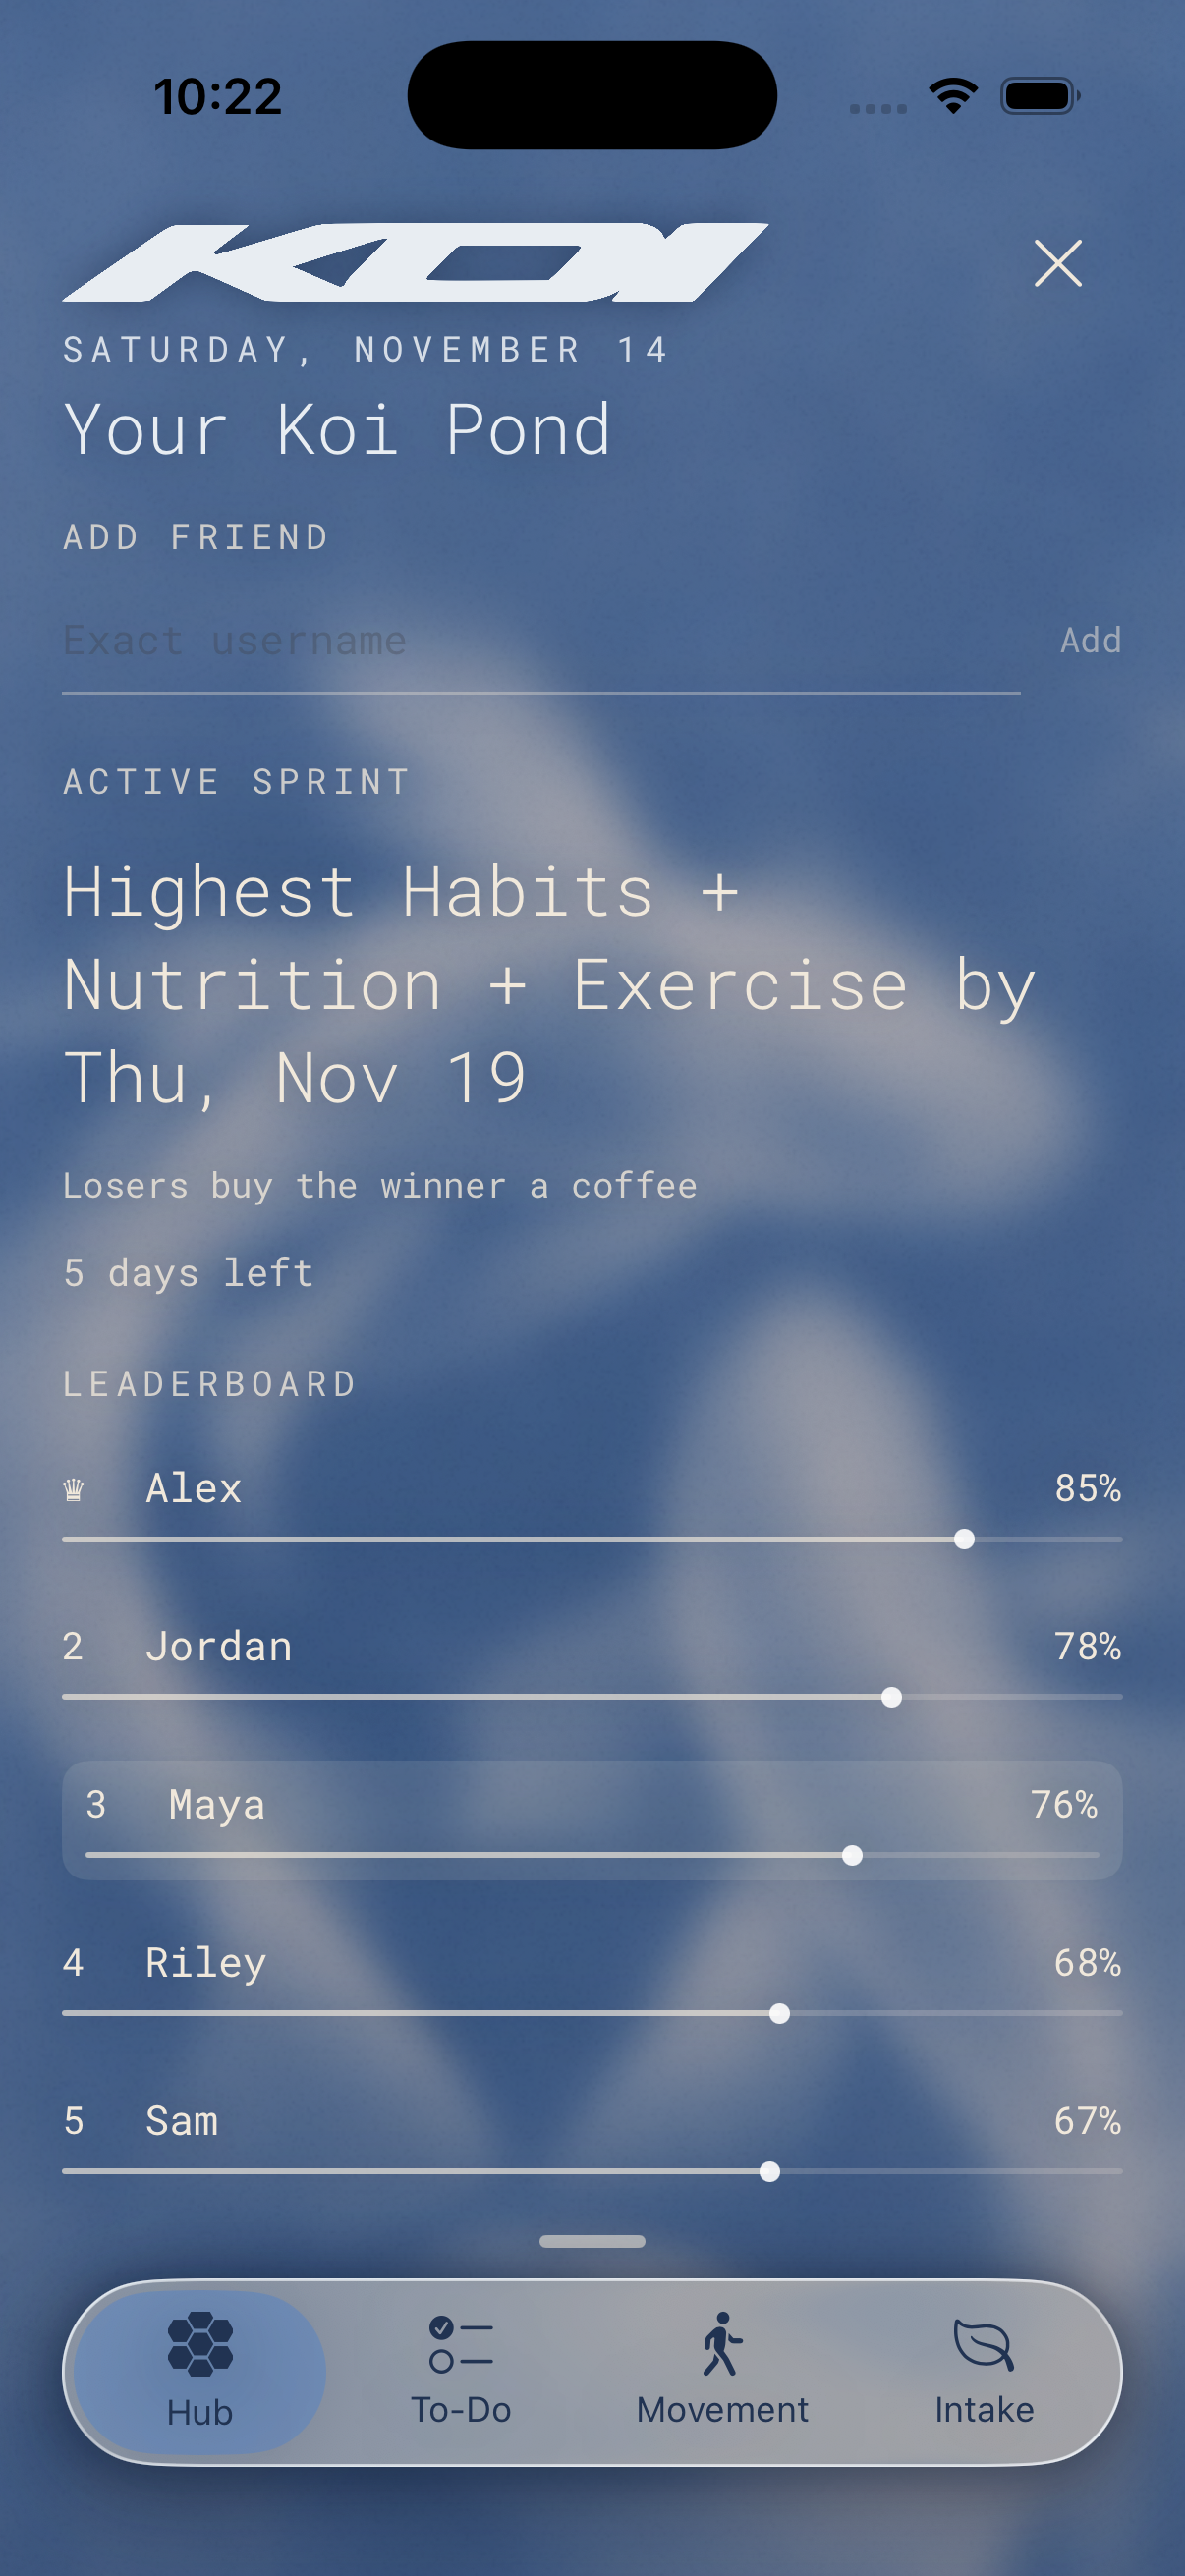 10:22
KOI
SATURDAY, NOVEMBER 14
Your Koi Pond
ADD FRIEND
Exact username
Add
ACTIVE SPRINT
Highest Habits +
Nutrition + Exercise by
Thu, Nov 19
Losers buy the winner a coffee
5 days left
LEADERBOARD
♛ Alex 85%
2 Jordan 78%
3 Maya 76%
4 Riley 68%
5 Sam 67%
Hub To-Do Movement Intake